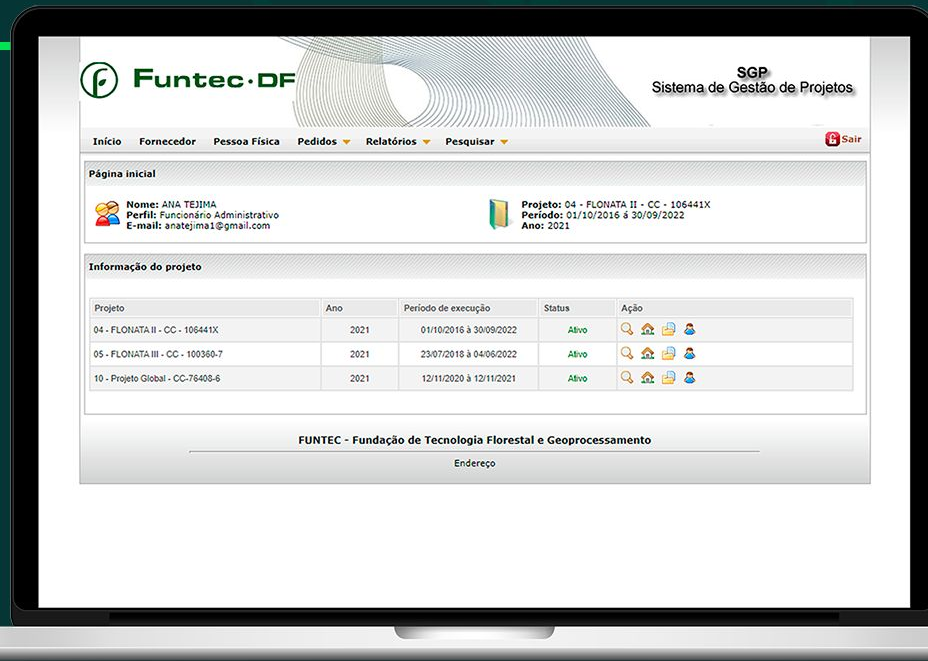 Funtec·DF
SGP
Sistema de Gestão de Projetos
Início Fornecedor Pessoa Física Pedidos Relatórios Pesquisar Sair
Página inicial
Nome: ANA TEJIMA
Perfil: Funcionário Administrativo
E-mail: anatejima1@gmail.com
Projeto: 04 - FLONATA II - CC - 106441X
Período: 01/10/2016 á 30/09/2022
Ano: 2021
Informação do projeto
Projeto Ano Período de execução Status Ação
04 - FLONATA II - CC - 106441X 2021 01/10/2016 à 30/09/2022 Ativo
05 - FLONATA III - CC - 100360-7 2021 23/07/2018 à 04/06/2022 Ativo
10 - Projeto Global - CC-76408-6 2021 12/11/2020 à 12/11/2021 Ativo
FUNTEC - Fundação de Tecnologia Florestal e Geoprocessamento
Endereço